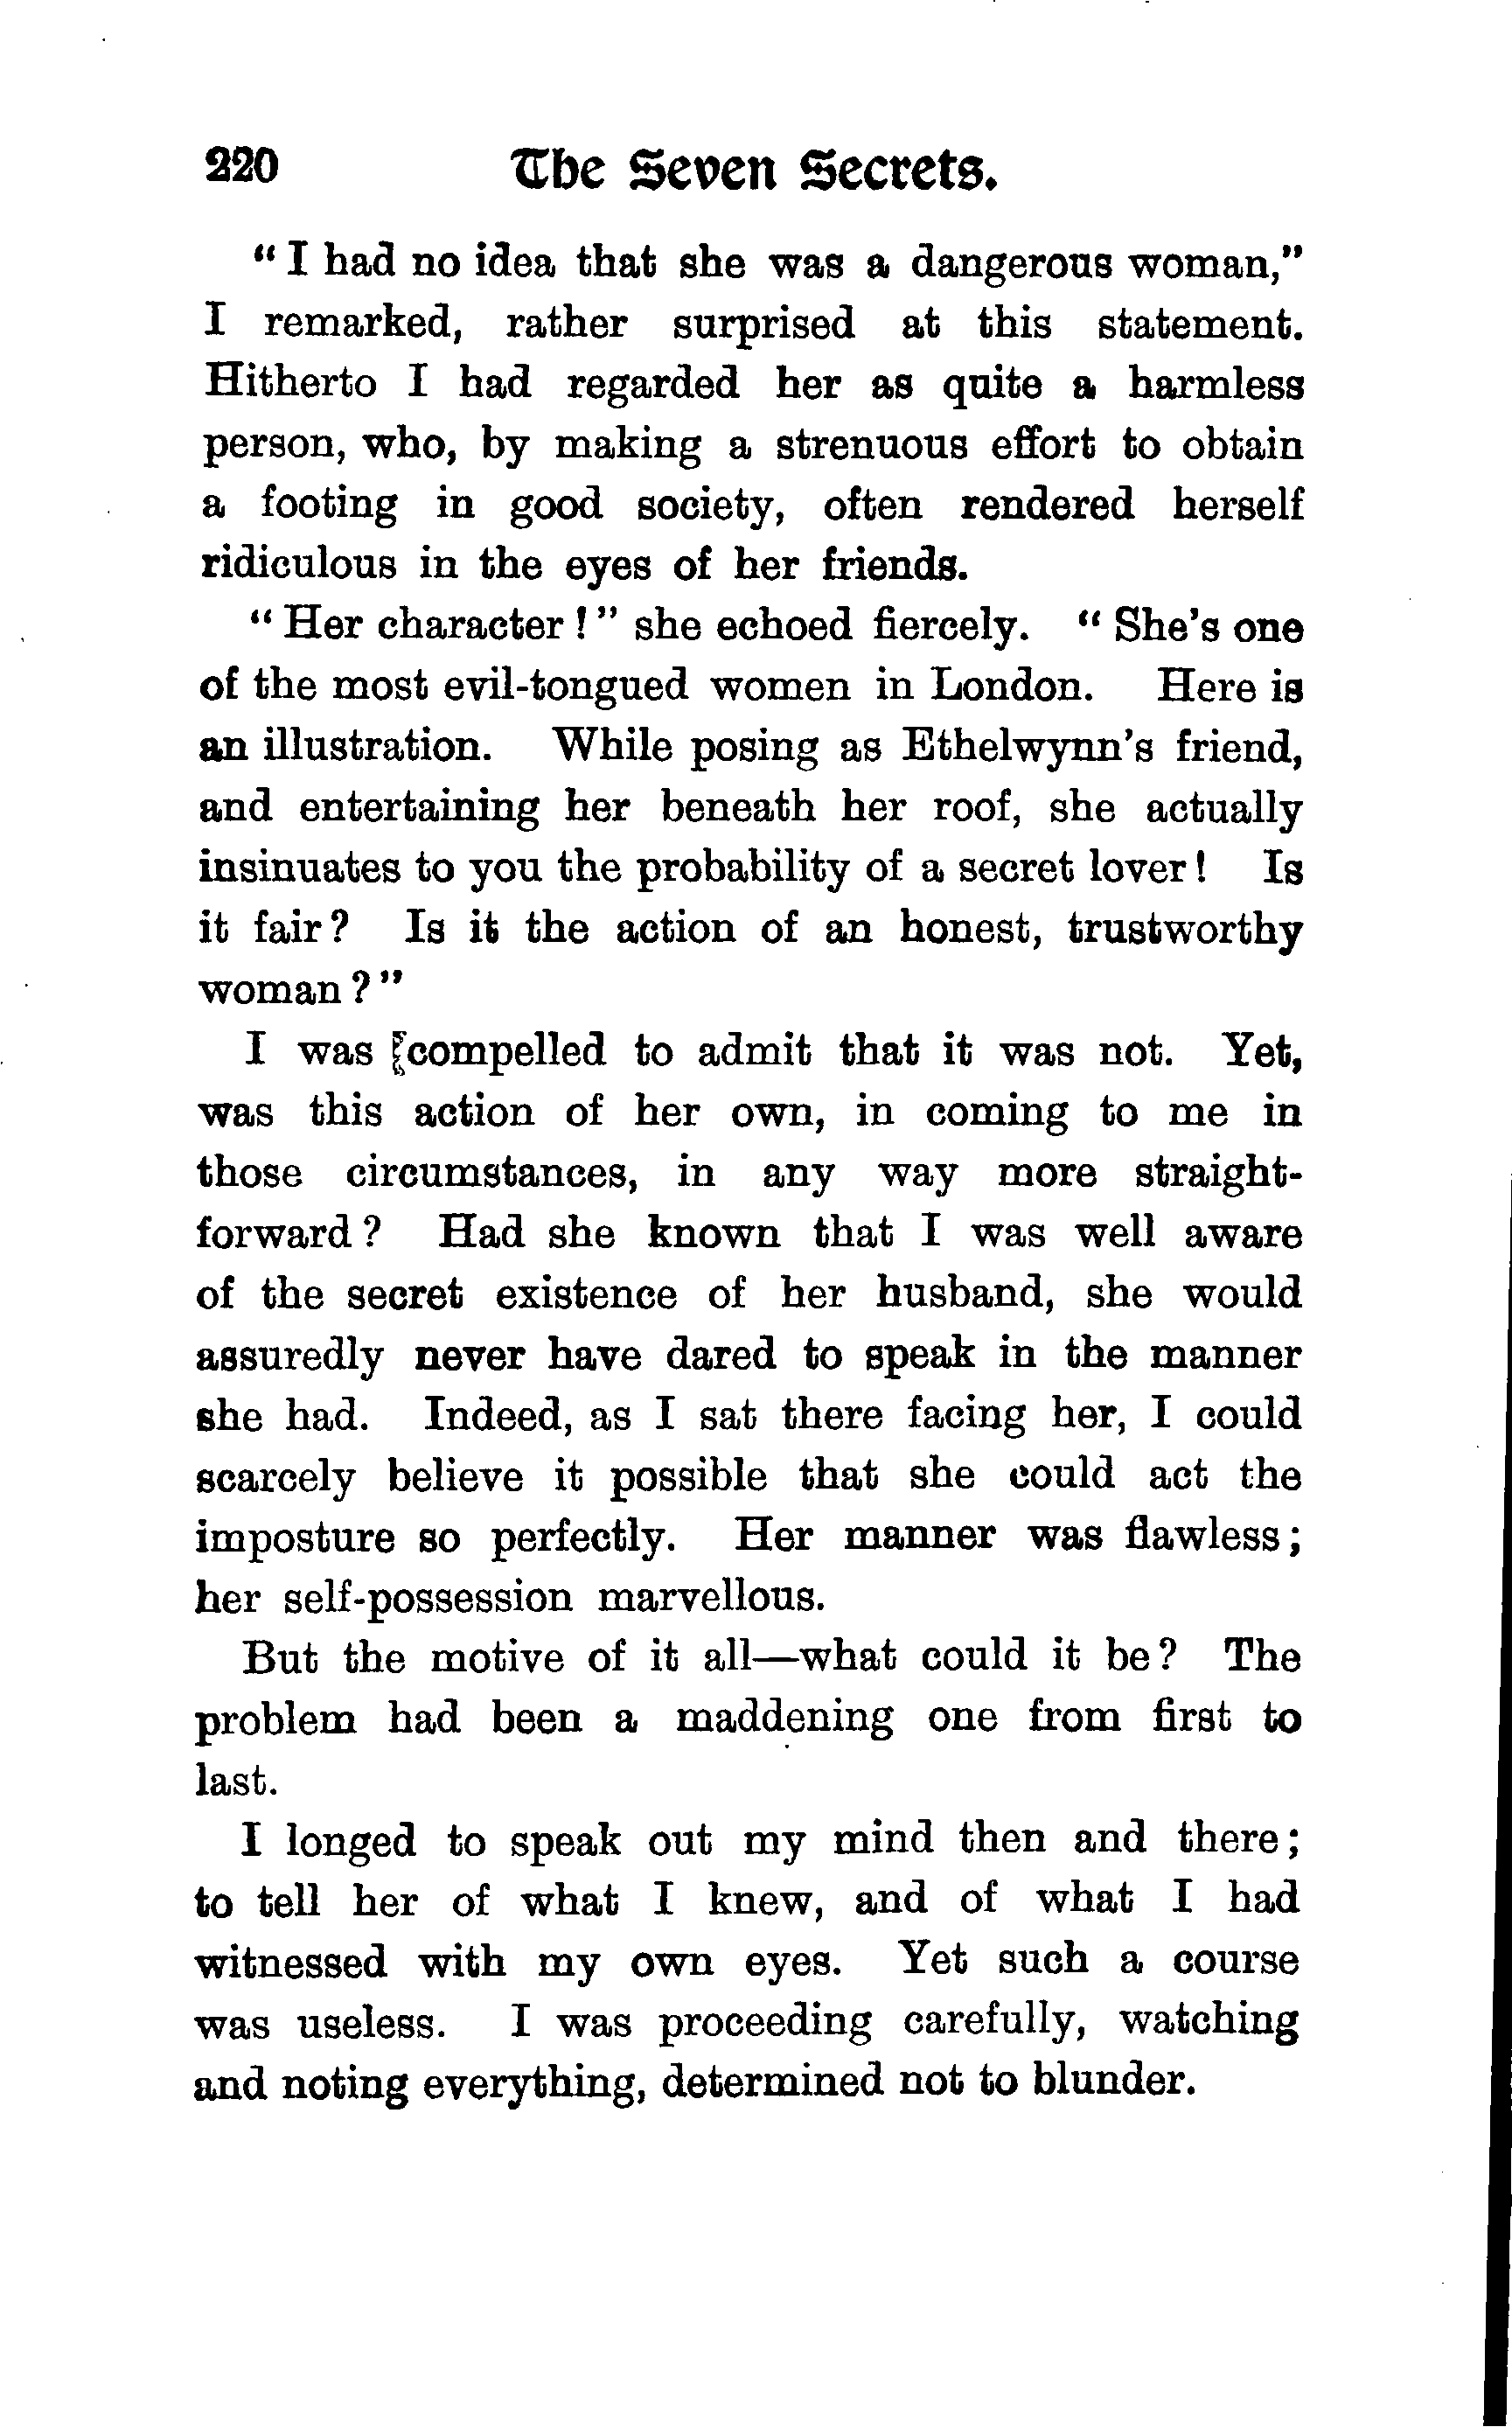 220 The Seven Secrets.
" I had no idea that she was a dangerous woman,"
I remarked, rather surprised at this statement.
Hitherto I had regarded her as quite a harmless
person, who, by making a strenuous effort to obtain
a footing in good society, often rendered herself
ridiculous in the eyes of her friends.
" Her character ! " she echoed fiercely. " She's one
of the most evil-tongued women in London. Here is
an illustration. While posing as Ethelwynn's friend,
and entertaining her beneath her roof, she actually
insinuates to you the probability of a secret lover ! Is
it fair ? Is it the action of an honest, trustworthy
woman ? "
I was compelled to admit that it was not. Yet,
was this action of her own, in coming to me in
those circumstances, in any way more straight-
forward ? Had she known that I was well aware
of the secret existence of her husband, she would
assuredly never have dared to speak in the manner
she had. Indeed, as I sat there facing her, I could
scarcely believe it possible that she could act the
imposture so perfectly. Her manner was flawless ;
her self-possession marvellous.
But the motive of it all—what could it be ? The
problem had been a maddening one from first to
last.
I longed to speak out my mind then and there ;
to tell her of what I knew, and of what I had
witnessed with my own eyes. Yet such a course
was useless. I was proceeding carefully, watching
and noting everything, determined not to blunder.